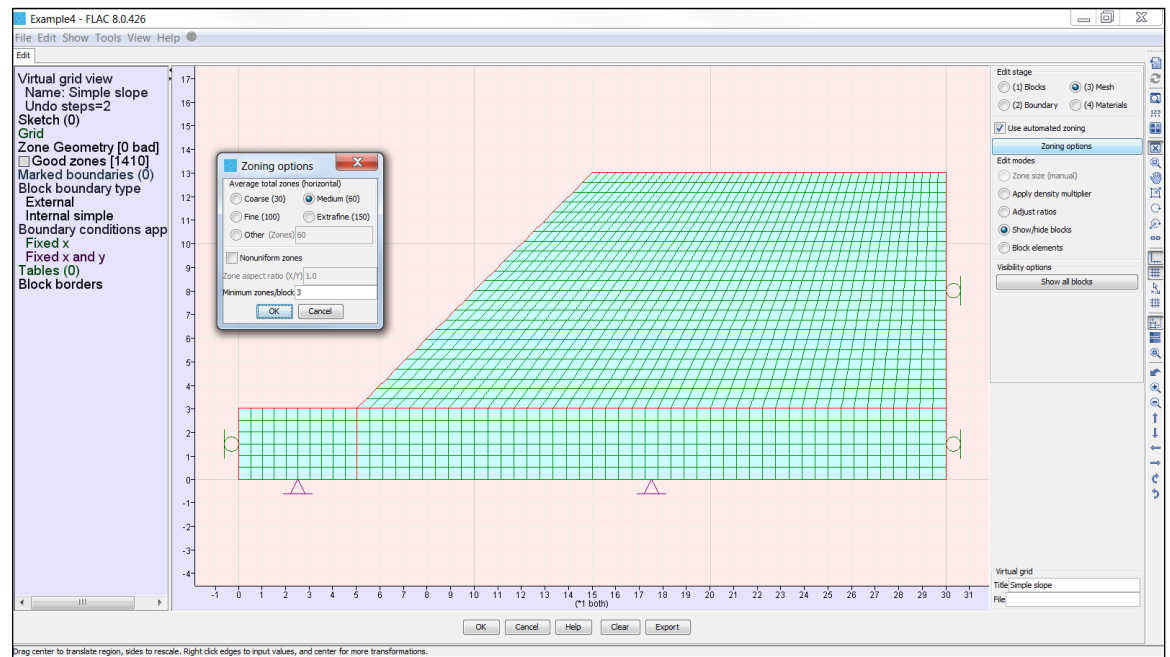 Example4 - FLAC 8.0.426
File Edit Show Tools View Help
Edit
Virtual grid view
Name: Simple slope
Undo steps=2
Sketch (0)
Grid
Zone Geometry [0 bad]
Good zones [1410]
Marked boundaries (0)
Block boundary type
External
Internal simple
Boundary conditions app
Fixed x
Fixed x and y
Tables (0)
Block borders
17
16
15
14
13
12
11
10
9
8
7
6
5
4
3
2
1
0
-1
-2
-3
-4
-1 0 1 2 3 4 5 6 7 8 9 10 11 12 13 14 15 16 17 18 19 20 21 22 23 24 25 26 27 28 29 30 31
(*1 both)
Zoning options
Average total zones (horizontal)
Coarse (30) Medium (60)
Fine (100) Extrafine (150)
Other (Zones) 60
Nonuniform zones
Zone aspect ratio (X/Y) 1.0
Minimum zones/block 3
OK Cancel
Edit stage
(1) Blocks (3) Mesh
(2) Boundary (4) Materials
Use automated zoning
Zoning options
Edit modes
Zone size (manual)
Apply density multiplier
Adjust ratios
Show/hide blocks
Block elements
Visibility options
Show all blocks
Virtual grid
Title Simple slope
File
OK Cancel Help Clear Export
Drag center to translate region, sides to rescale. Right click edges to input values, and center for more transformations.